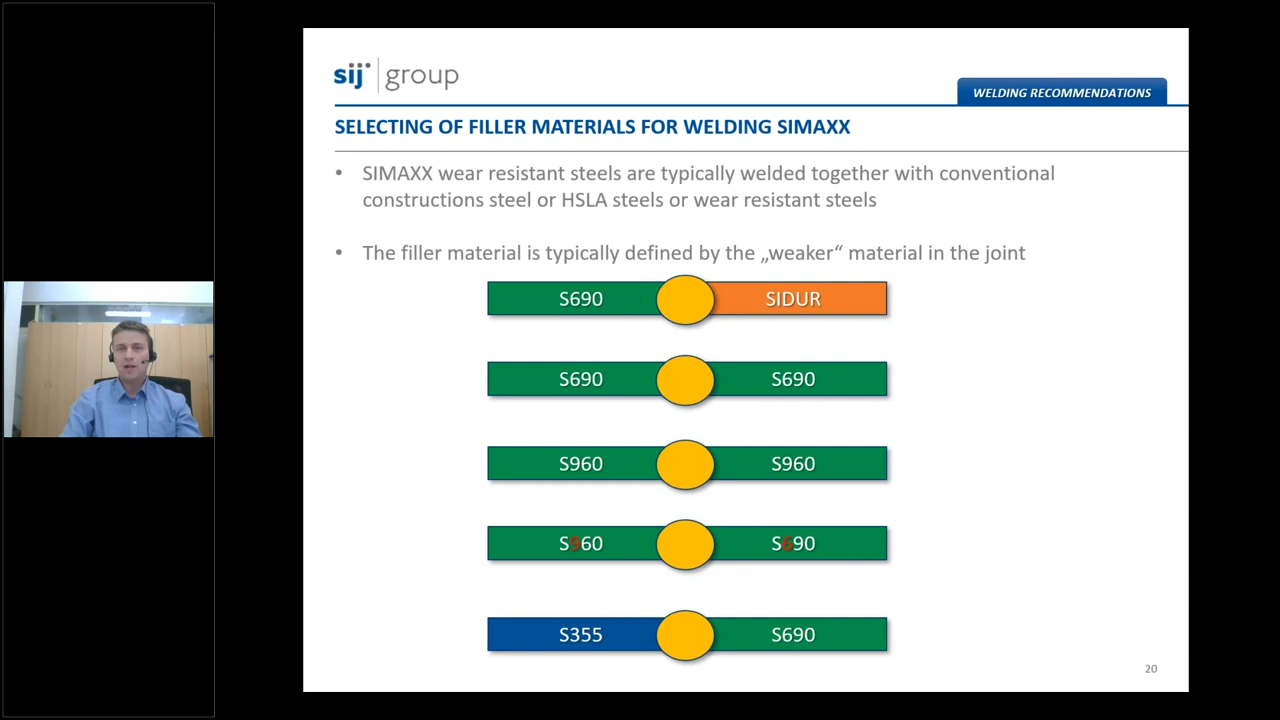 sij group
WELDING RECOMMENDATIONS
SELECTING OF FILLER MATERIALS FOR WELDING SIMAXX
• SIMAXX wear resistant steels are typically welded together with conventional
constructions steel or HSLA steels or wear resistant steels
• The filler material is typically defined by the „weaker“ material in the joint
S690 SIDUR
S690 S690
S960 S960
S960 S690
S355 S690
20